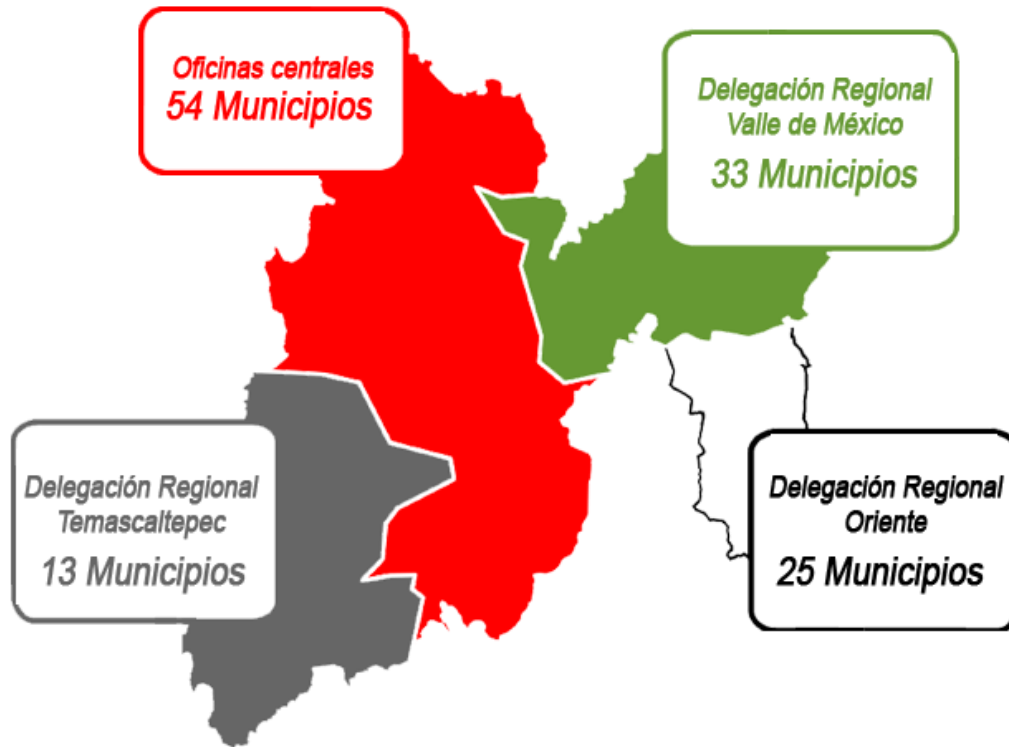 Oficinas centrales
54 Municipios
Delegación Regional
Valle de México
33 Municipios
Delegación Regional
Temascaltepec
13 Municipios
Delegación Regional
Oriente
25 Municipios